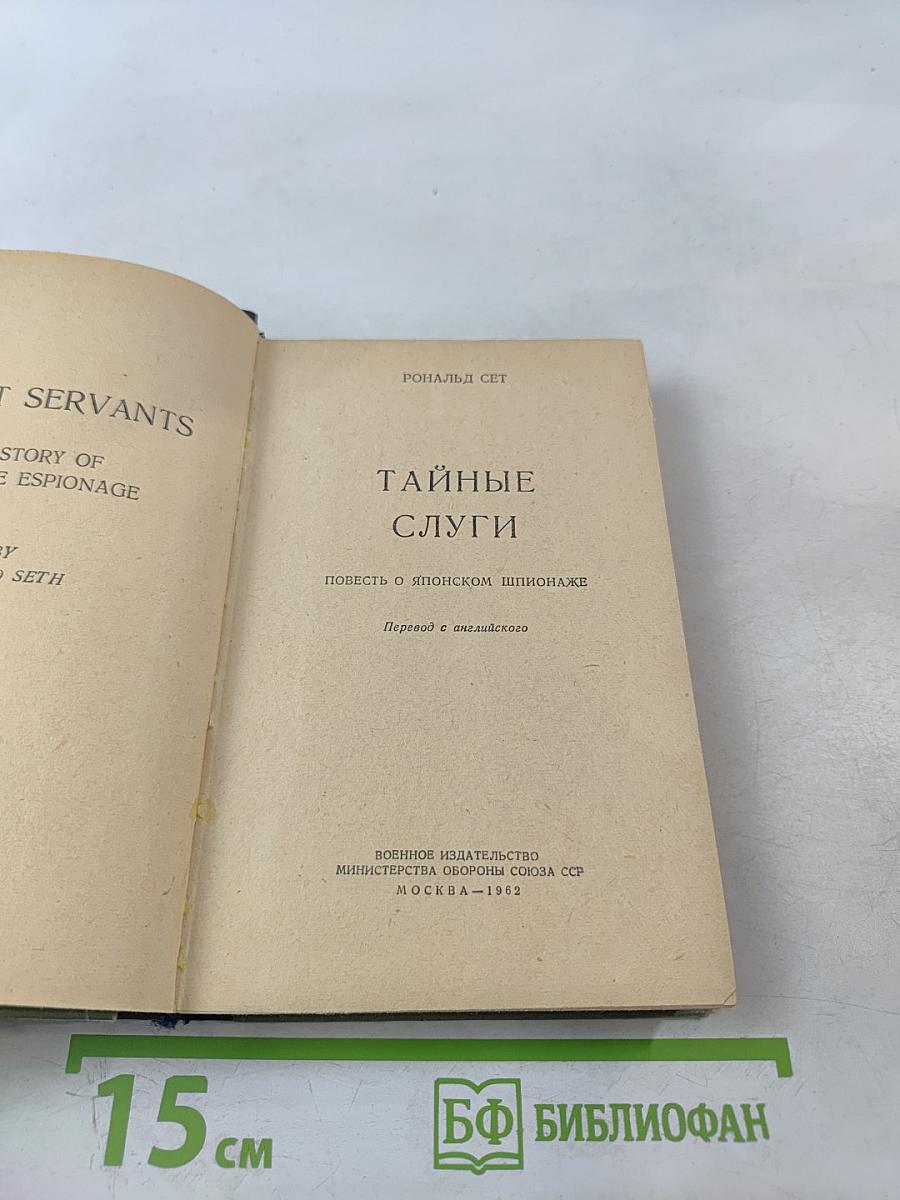 T SERVANTS
STORY OF
E ESPIONAGE
BY
D SETH
РОНАЛЬД СЕТ
ТАЙНЫЕ
СЛУГИ
ПОВЕСТЬ О ЯПОНСКОМ ШПИОНАЖЕ
Перевод с английского
ВОЕННОЕ ИЗДАТЕЛЬСТВО
МИНИСТЕРСТВА ОБОРОНЫ СОЮЗА ССР
МОСКВА—1962
15 см
БФ БИБЛИОФАН